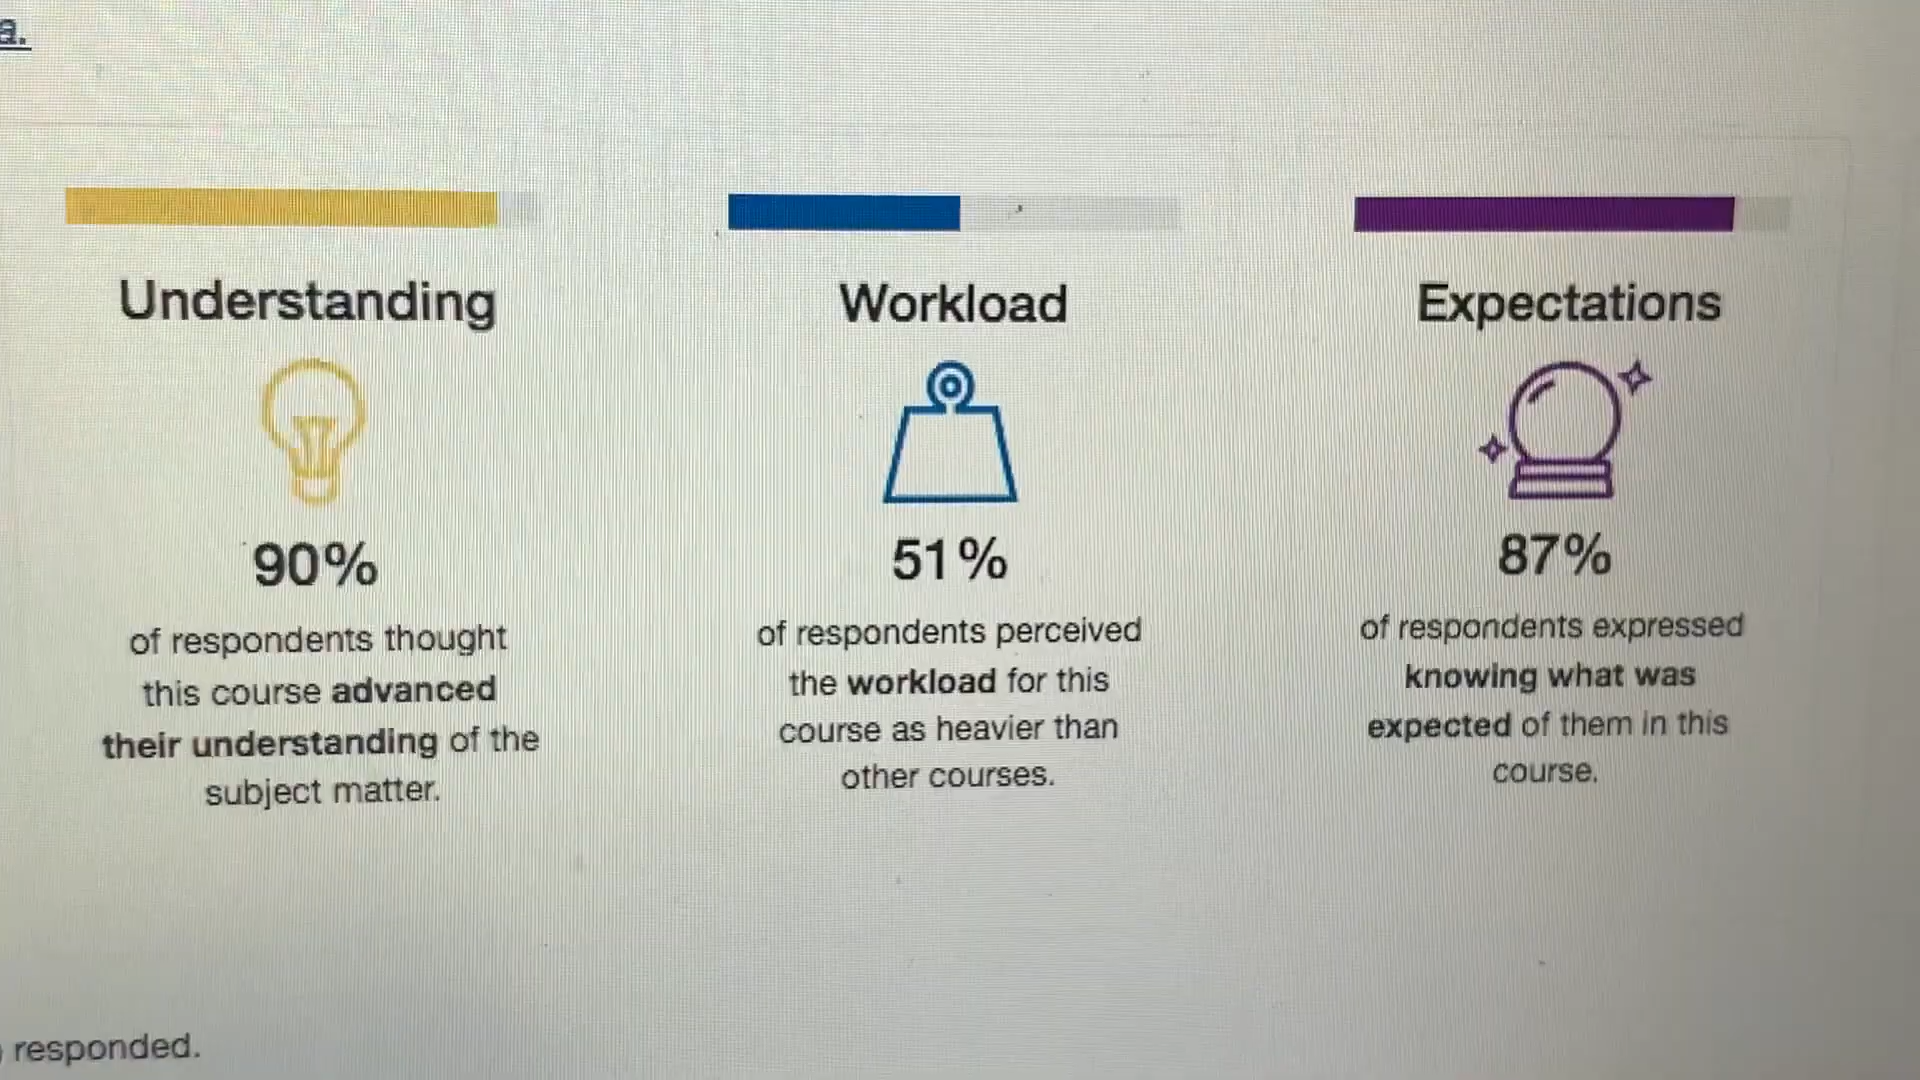 a.
Understanding
90%
of respondents thought
this course advanced
their understanding of the
subject matter.
Workload
51%
of respondents perceived
the workload for this
course as heavier than
other courses.
Expectations
87%
of respondents expressed
knowing what was
expected of them in this
course.
responded.